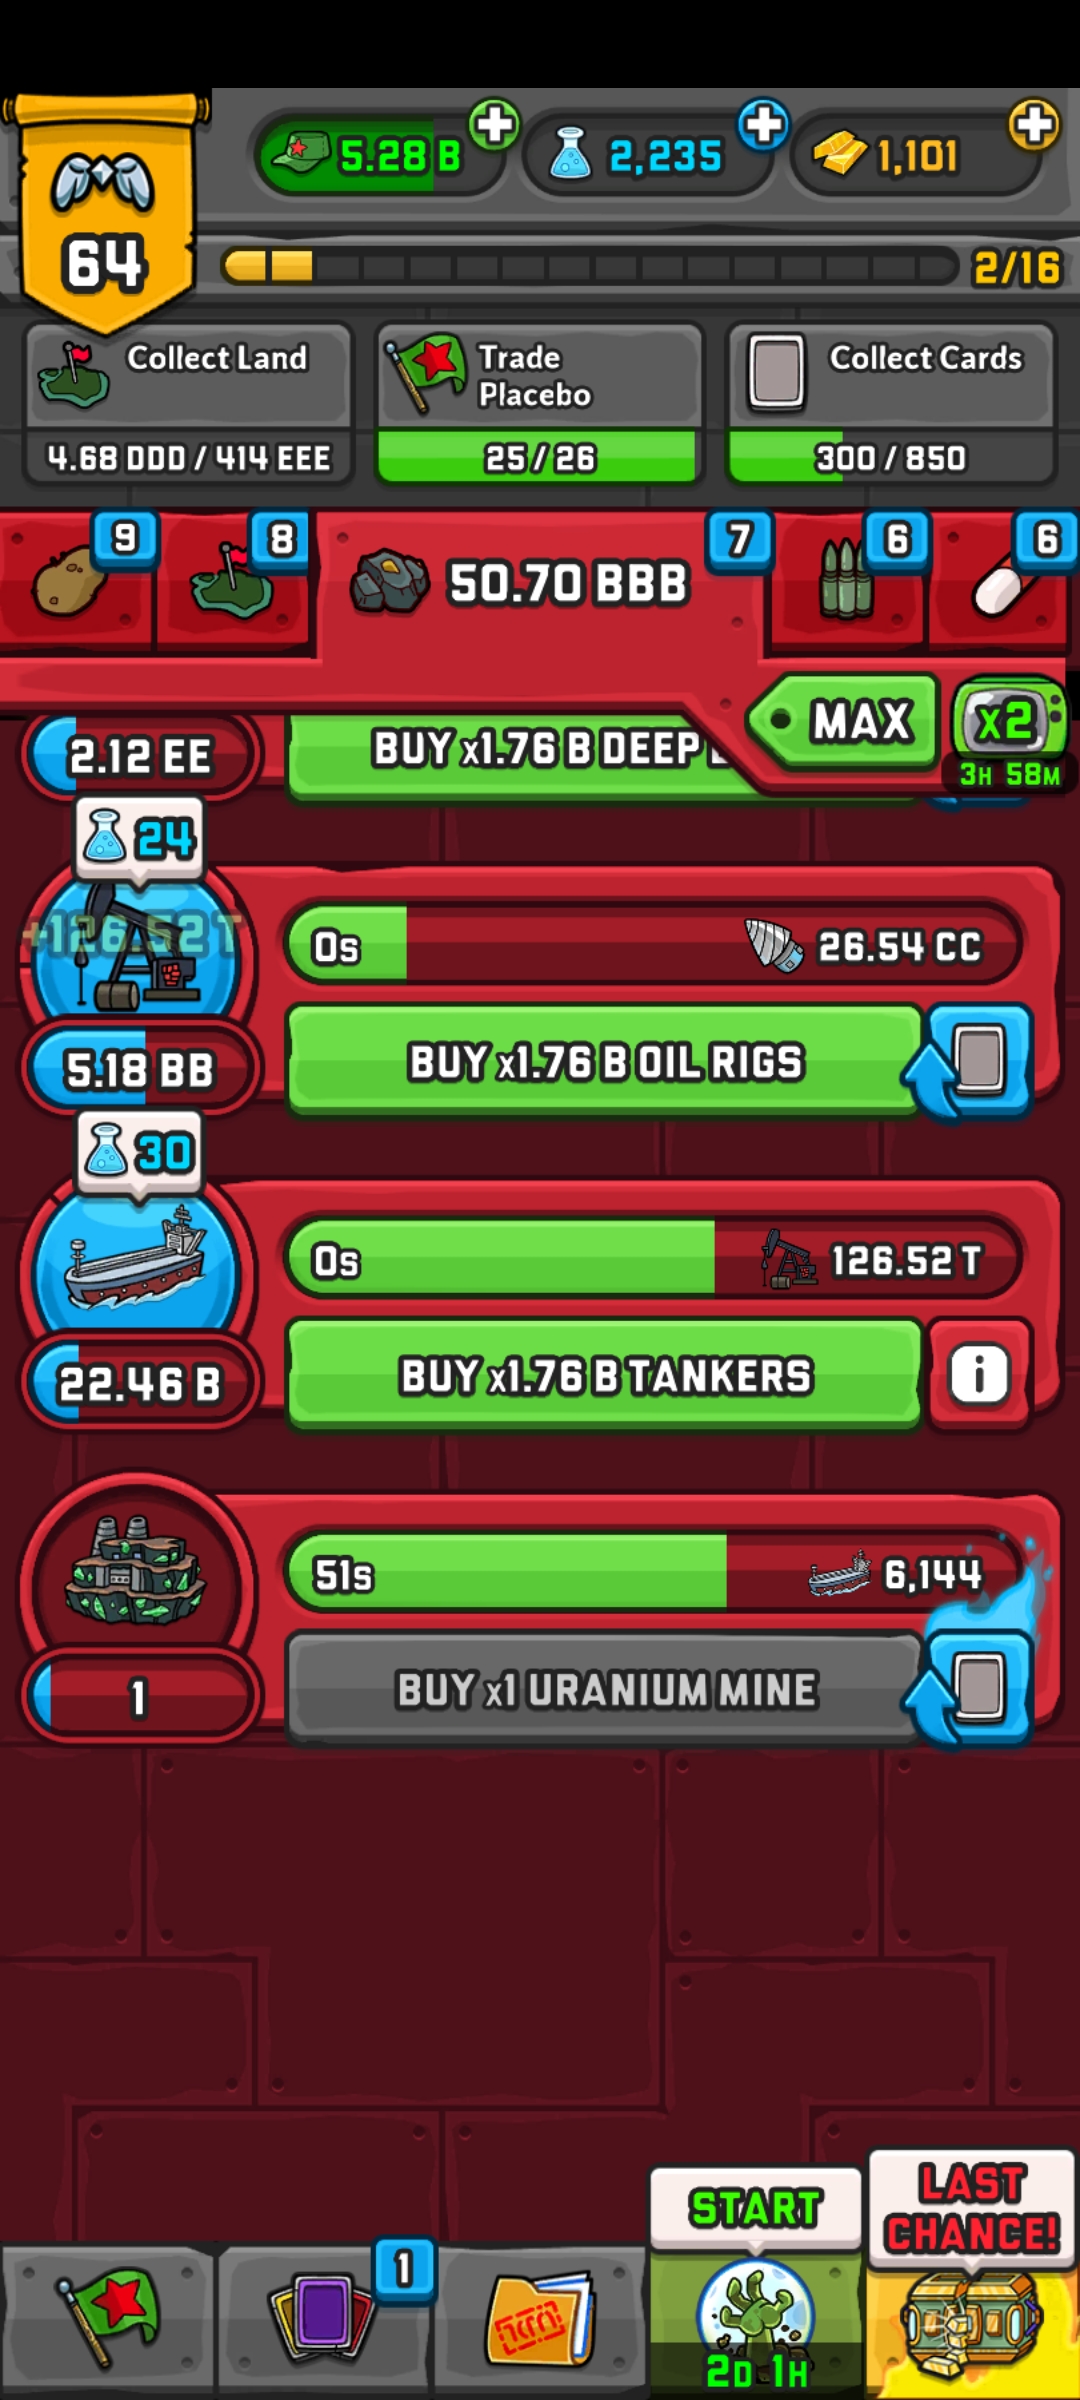 64
5.28 B
2,235
1,101
2/16
Collect Land
4.68 DDD / 414 EEE
Trade
Placebo
25 / 26
Collect Cards
300 / 850
9
8
50.70 BBB
7
6
6
MAX
x2
3H 58M
2.12 EE
BUY x1.76 B DEEP
24
+126.52 T
0s
26.54 CC
5.18 BB
BUY x1.76 B OIL RIGS
30
0s
126.52 T
22.46 B
BUY x1.76 B TANKERS
i
51s
6,144
1
BUY x1 URANIUM MINE
START
LAST
CHANCE!
1
2D 1H